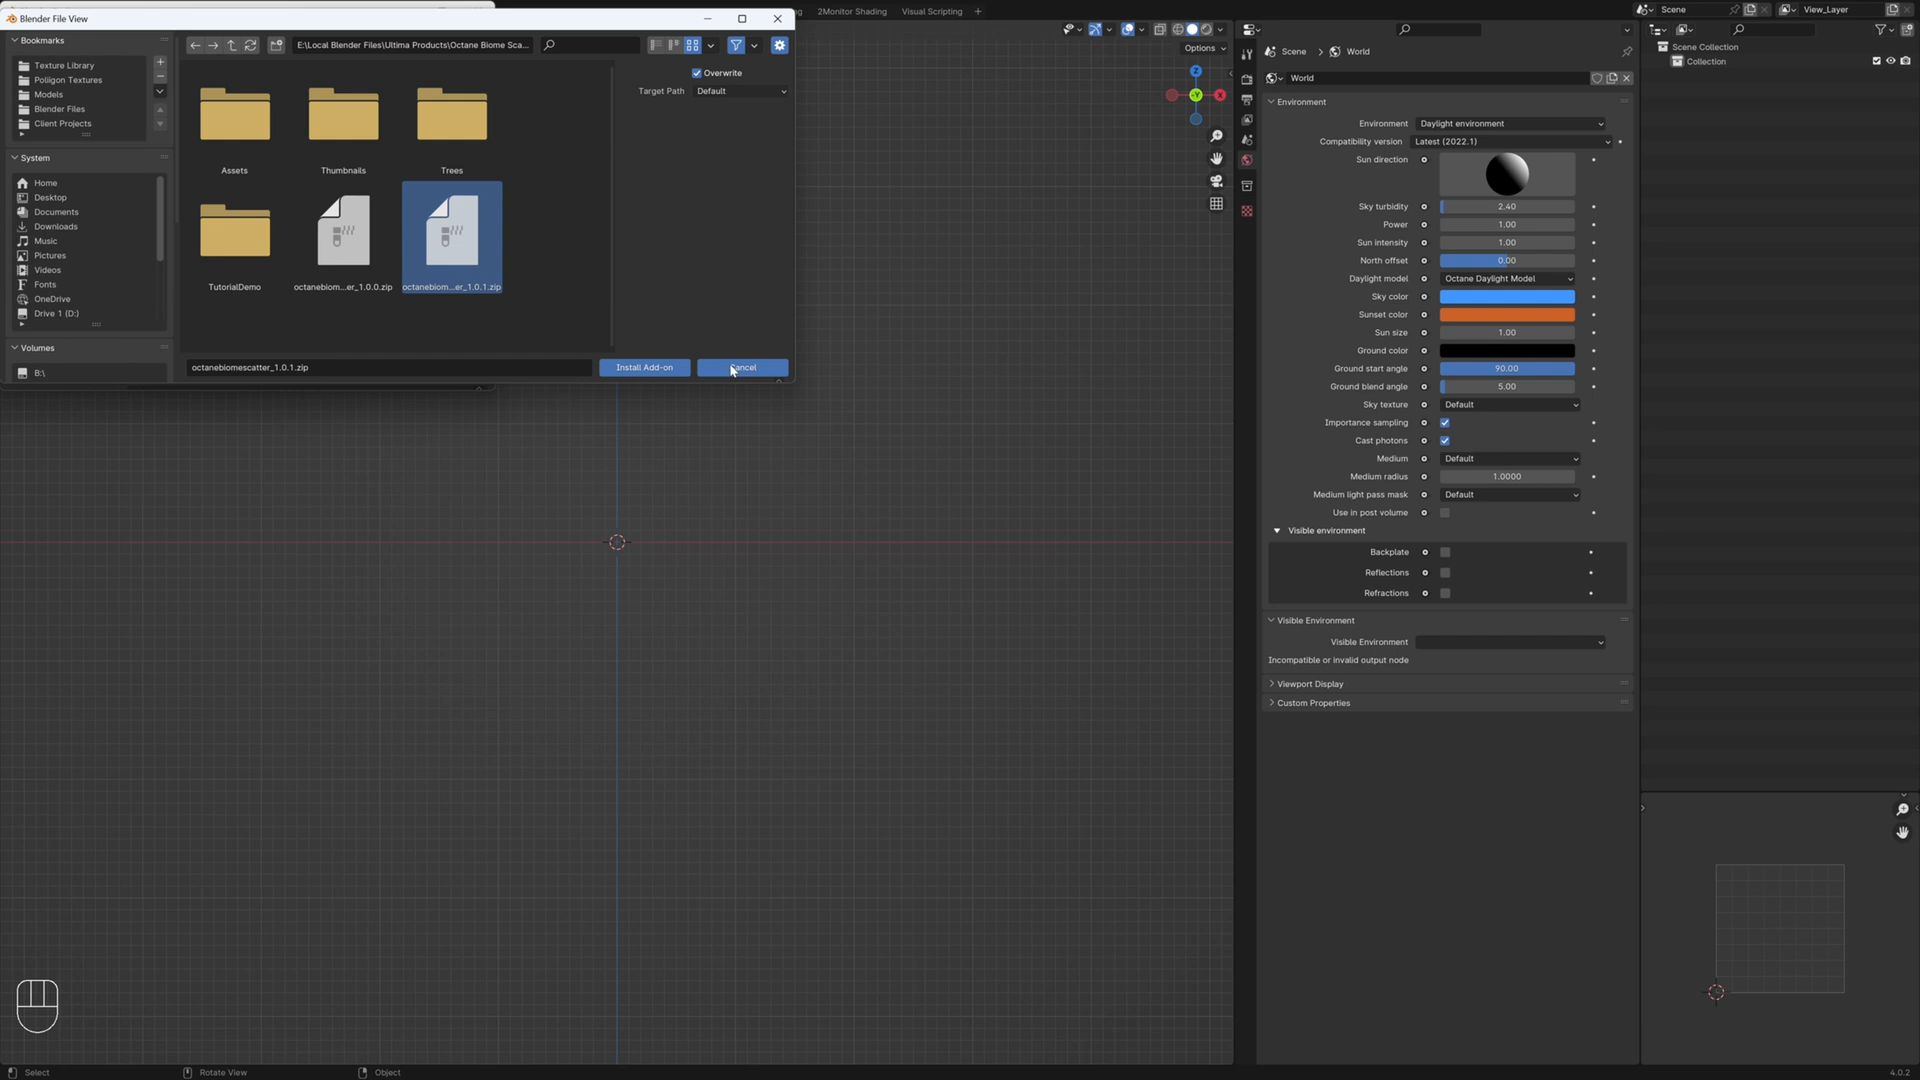 Blender File View
2Monitor Shading
Visual Scripting
Scene
View_Layer
Bookmarks
Texture Library
Poliigon Textures
Models
Blender Files
Client Projects
System
Home
Desktop
Documents
Downloads
Music
Pictures
Videos
Fonts
OneDrive
Drive 1 (D:)
Volumes
B:\
E:\Local Blender Files\Ultima Products\Octane Biome Sca...
Assets
Thumbnails
Trees
TutorialDemo
octanebiom...er_1.0.0.zip
octanebiom...er_1.0.1.zip
Overwrite
Target Path
Default
octanebiomescatter_1.0.1.zip
Install Add-on
Cancel
Options
Z
-Y
X
Scene
World
World
Environment
Environment
Daylight environment
Compatibility version
Latest (2022.1)
Sun direction
Sky turbidity
2.40
Power
1.00
Sun intensity
1.00
North offset
0.00
Daylight model
Octane Daylight Model
Sky color
Sunset color
Sun size
1.00
Ground color
Ground start angle
90.00
Ground blend angle
5.00
Sky texture
Default
Importance sampling
Cast photons
Medium
Default
Medium radius
1.0000
Medium light pass mask
Default
Use in post volume
Visible environment
Backplate
Reflections
Refractions
Visible Environment
Visible Environment
Incompatible or invalid output node
Viewport Display
Custom Properties
Scene Collection
Collection
Select
Rotate View
Object
4.0.2